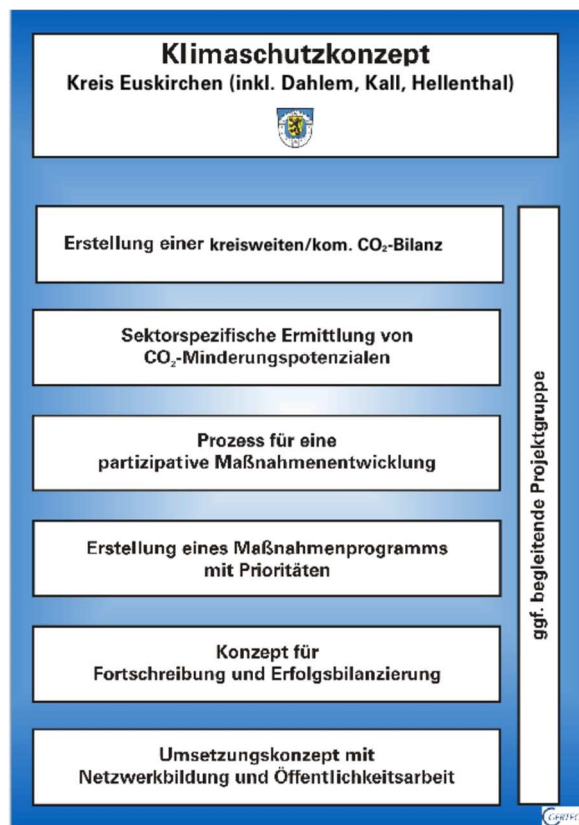 Klimaschutzkonzept
Kreis Euskirchen (inkl. Dahlem, Kall, Hellenthal)
Erstellung einer kreisweiten/kom. CO₂-Bilanz
Sektorspezifische Ermittlung von
CO₂-Minderungspotenzialen
Prozess für eine
partizipative Maßnahmenentwicklung
Erstellung eines Maßnahmenprogramms
mit Prioritäten
Konzept für
Fortschreibung und Erfolgsbilanzierung
Umsetzungskonzept mit
Netzwerkbildung und Öffentlichkeitsarbeit
ggf. begleitende Projektgruppe
GERTEC